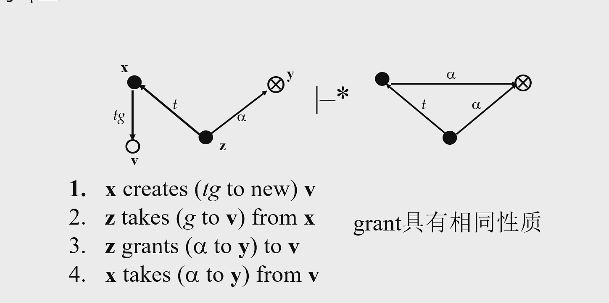 x
y
t
tg
α
z
v
|–*
α
t
α
1. x creates (tg to new) v
2. z takes (g to v) from x
3. z grants (α to y) to v
4. x takes (α to y) from v
grant具有相同性质